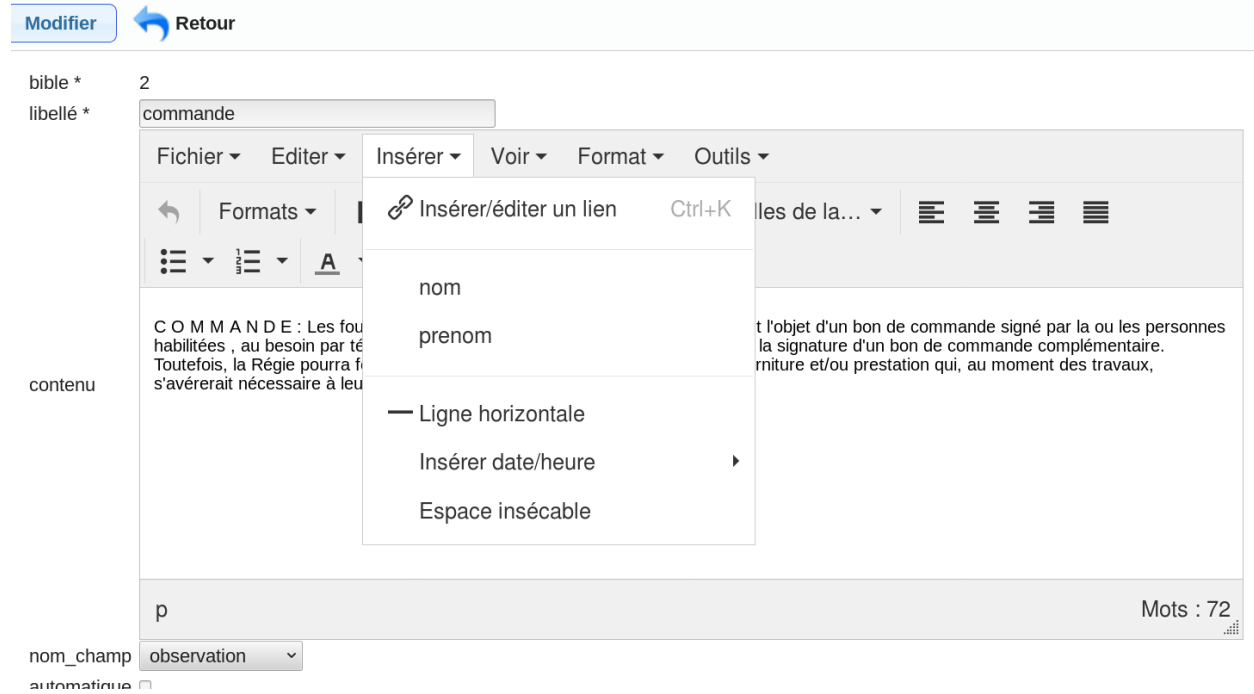 Modifier Retour
bible * 2
libellé * commande
Fichier Editer Insérer Voir Format Outils
Formats lles de la...
Insérer/éditer un lien Ctrl+K
nom
prenom
Ligne horizontale
Insérer date/heure
Espace insécable
C O M M A N D E : Les fou t l'objet d'un bon de commande signé par la ou les personnes
habilitées , au besoin par té la signature d'un bon de commande complémentaire.
Toutefois, la Régie pourra f rniture et/ou prestation qui, au moment des travaux,
s'avérerait nécessaire à leu
contenu
p Mots : 72
nom_champ observation
automatique